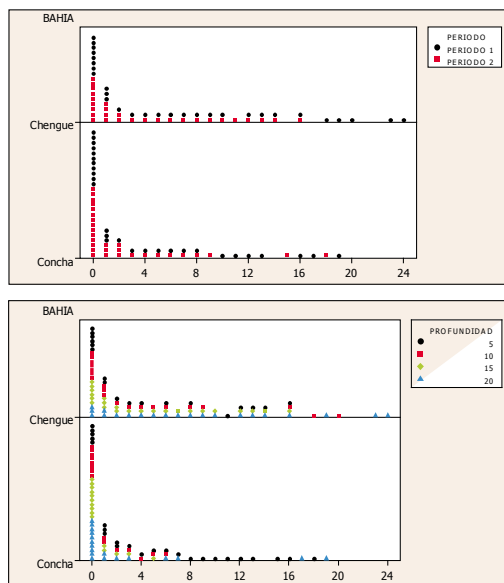 BAHIA
PERIODO
PERIODO 1
PERIODO 2
Chengue
Concha
0 4 8 12 16 20 24
BAHIA
PROFUNDIDAD
5
10
15
20
Chengue
Concha
0 4 8 12 16 20 24